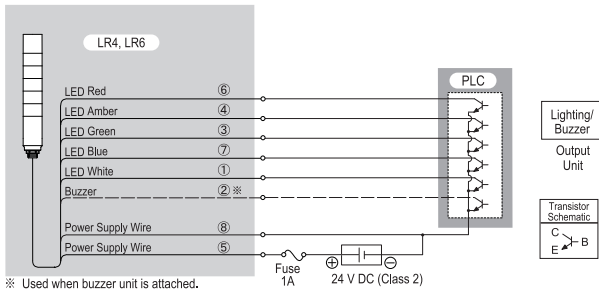 LR4, LR6
PLC
LED Red ⑥
LED Amber ④
LED Green ③
LED Blue ⑦
LED White ①
Buzzer ②※
Power Supply Wire ⑧
Power Supply Wire ⑤
Fuse
1A
⊕ ⊖
24 V DC (Class 2)
※ Used when buzzer unit is attached.
Lighting/
Buzzer
Output
Unit
Transistor
Schematic
C
B
E